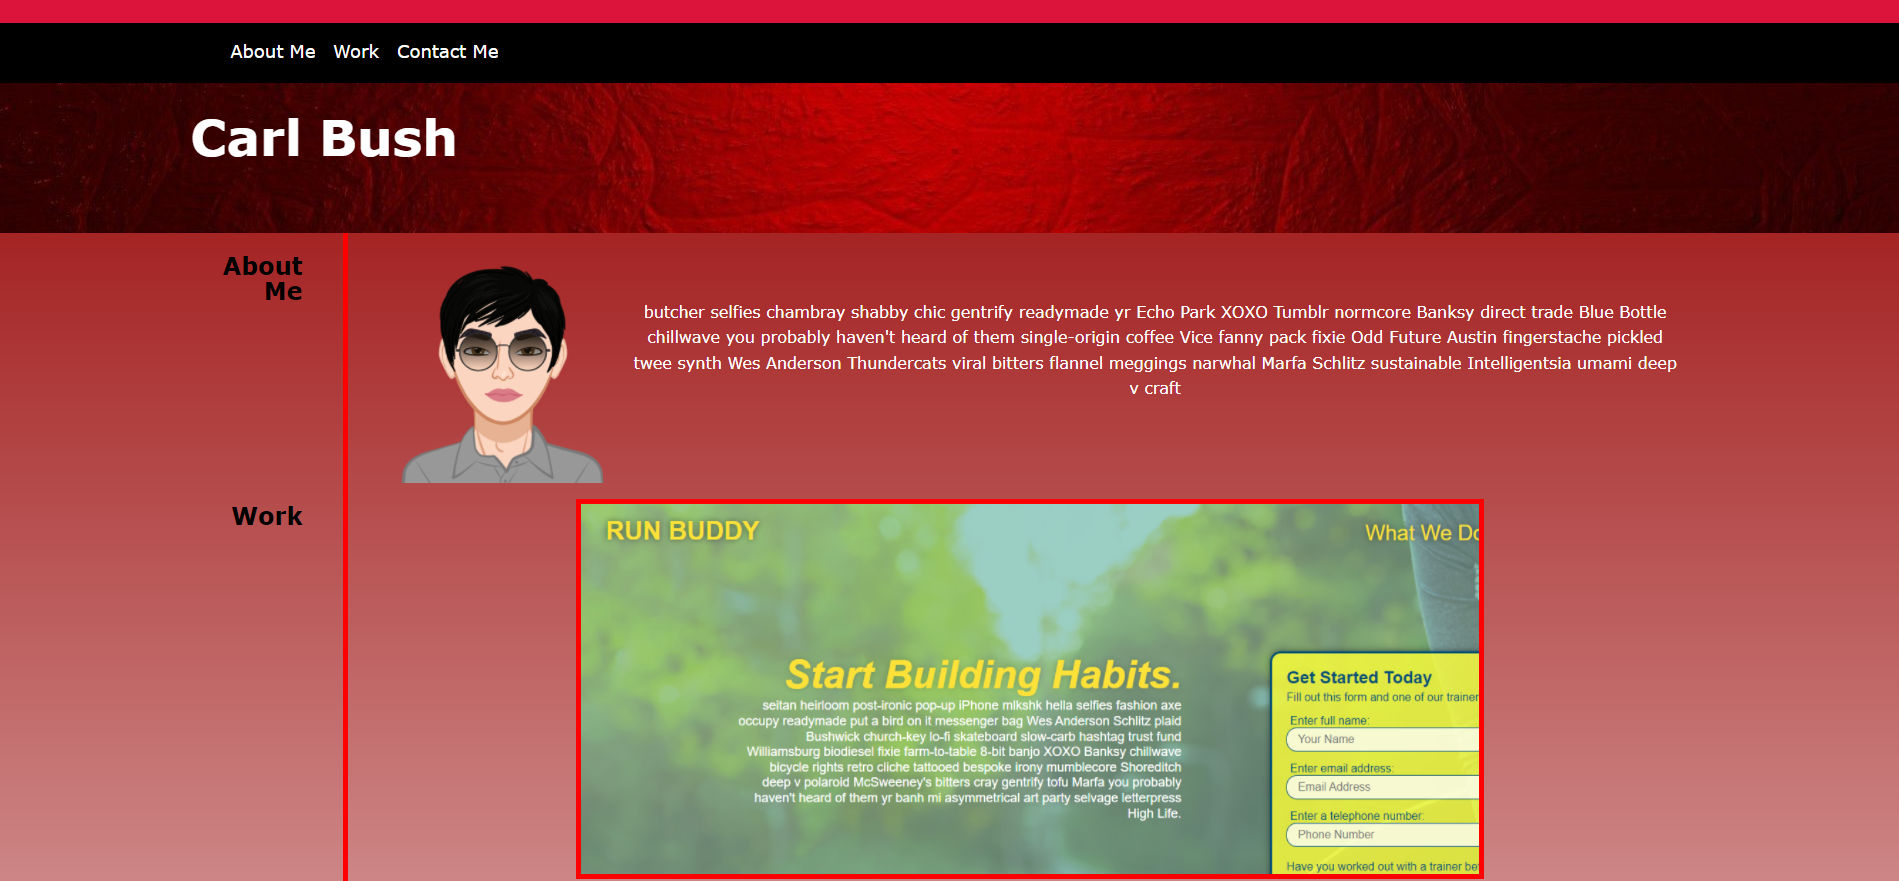 About Me Work Contact Me
Carl Bush
About
Me
butcher selfies chambray shabby chic gentrify readymade yr Echo Park XOXO Tumblr normcore Banksy direct trade Blue Bottle
chillwave you probably haven't heard of them single-origin coffee Vice fanny pack fixie Odd Future Austin fingerstache pickled
twee synth Wes Anderson Thundercats viral bitters flannel meggings narwhal Marfa Schlitz sustainable Intelligentsia umami deep
v craft
Work
RUN BUDDY
What We Do
Start Building Habits.
seitan heirloom post-ironic pop-up iPhone mlkshk hella selfies fashion axe
occupy readymade put a bird on it messenger bag Wes Anderson Schlitz plaid
Bushwick church-key lo-fi skateboard slow-carb hashtag trust fund
Williamsburg biodiesel fixie farm-to-table 8-bit banjo XOXO Banksy chillwave
bicycle rights retro cliche tattooed bespoke irony mumblecore Shoreditch
deep v polaroid McSweeney's bitters cray gentrify tofu Marfa you probably
haven't heard of them yr banh mi asymmetrical art party selvage letterpress
High Life.
Get Started Today
Fill out this form and one of our trainer
Enter full name:
Your Name
Enter email address:
Email Address
Enter a telephone number:
Phone Number
Have you worked out with a trainer be